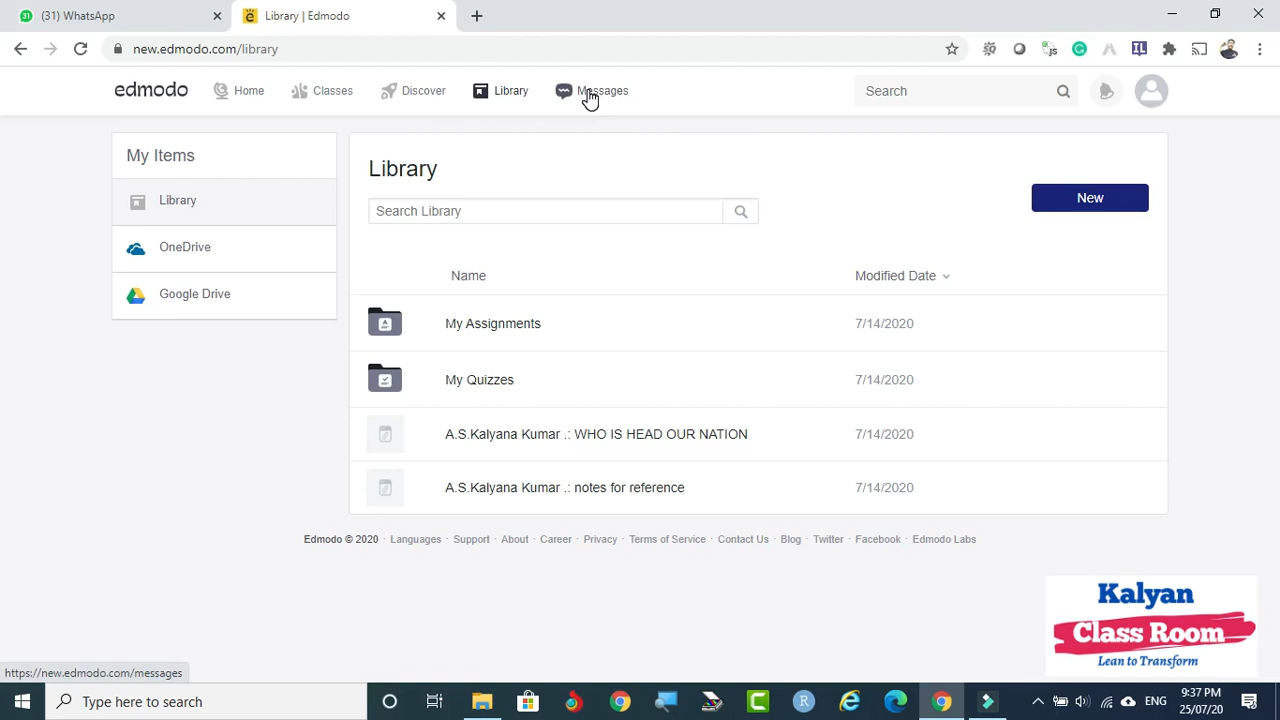 (31) WhatsApp
Library | Edmodo
new.edmodo.com/library
edmodo Home Classes Discover Library Messages Search
My Items
Library
OneDrive
Google Drive
Library
Search Library
New
Name Modified Date
My Assignments 7/14/2020
My Quizzes 7/14/2020
A.S.Kalyana Kumar .: WHO IS HEAD OUR NATION 7/14/2020
A.S.Kalyana Kumar .: notes for reference 7/14/2020
Edmodo © 2020 · Languages · Support · About · Career · Privacy · Terms of Service · Contact Us · Blog · Twitter · Facebook · Edmodo Labs
Kalyan
Class Room
Lean to Transform
https://new.edmodo.com/messages
Type here to search
ENG
9:37 PM
25/07/20